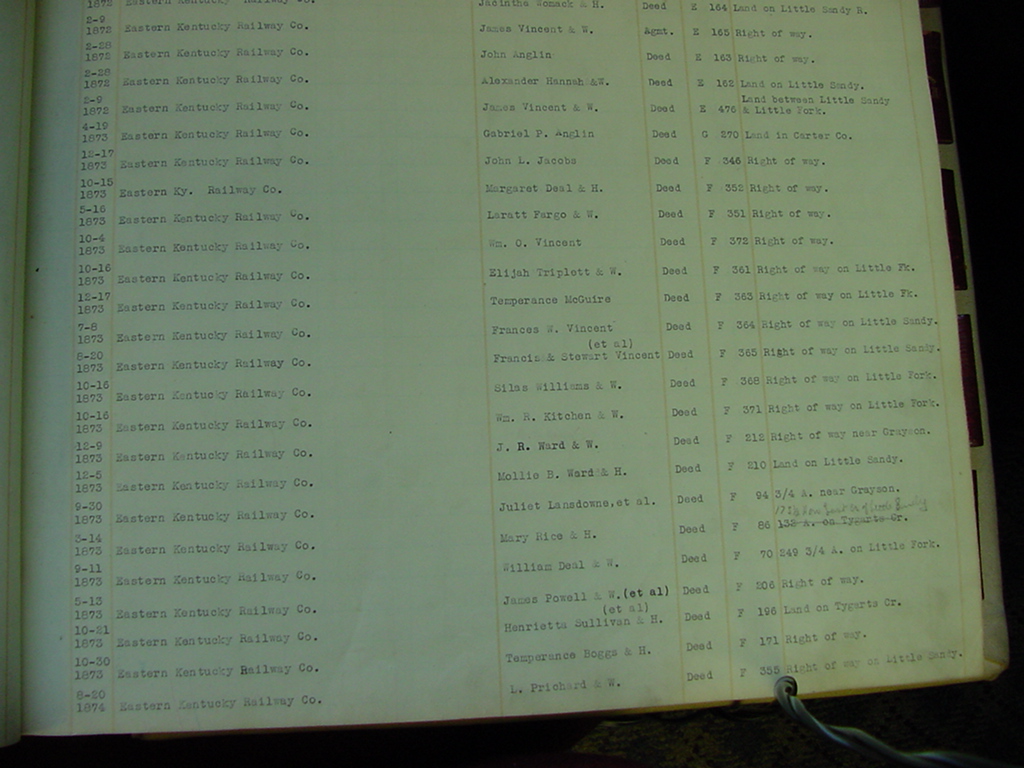 1872 Eastern Kentucky Railway Co. Jacintha Womack & H. Deed E 164 Land on Little Sandy R.
2-9
1872 Eastern Kentucky Railway Co. James Vincent & W. Agmt. E 165 Right of way.
2-28
1872 Eastern Kentucky Railway Co. John Anglin Deed E 163 Right of way.
2-28
1872 Eastern Kentucky Railway Co. Alexander Hannah &W. Deed E 162 Land on Little Sandy.
2-9 Land between Little Sandy
1872 Eastern Kentucky Railway Co. James Vincent & W. Deed E 476 & Little Fork.
4-19
1873 Eastern Kentucky Railway Co. Gabriel P. Anglin Deed G 270 Land in Carter Co.
12-17
1873 Eastern Kentucky Railway Co. John L. Jacobs Deed F 346 Right of way.
10-15
1873 Eastern Ky. Railway Co. Margaret Deal & H. Deed F 352 Right of way.
5-16
1873 Eastern Kentucky Railway Co. Laratt Fargo & W. Deed F 351 Right of way.
10-4
1873 Eastern Kentucky Railway Co. Wm. O. Vincent Deed F 372 Right of way.
10-16
1873 Eastern Kentucky Railway Co. Elijah Triplett & W. Deed F 361 Right of way on Little Fk.
12-17
1873 Eastern Kentucky Railway Co. Temperance McGuire Deed F 363 Right of way on Little Fk.
7-8
1873 Eastern Kentucky Railway Co. Frances W. Vincent Deed F 364 Right of way on Little Sandy.
8-20 (et al)
1873 Eastern Kentucky Railway Co. Francis & Stewart Vincent Deed F 365 Right of way on Little Sandy.
10-16
1873 Eastern Kentucky Railway Co. Silas Williams & W. Deed F 368 Right of way on Little Fork.
10-16
1873 Eastern Kentucky Railway Co. Wm. R. Kitchen & W. Deed F 371 Right of way on Little Fork.
12-9
1873 Eastern Kentucky Railway Co. J. R. Ward & W. Deed F 212 Right of way near Grayson.
12-5
1873 Eastern Kentucky Railway Co. Mollie B. Ward & H. Deed F 210 Land on Little Sandy.
9-30
1873 Eastern Kentucky Railway Co. Juliet Lansdowne,et al. Deed F 94 3/4 A. near Grayson.
3-14
1873 Eastern Kentucky Railway Co. Mary Rice & H. Deed F 86 132 A. on Tygarts Cr.
9-11
1873 Eastern Kentucky Railway Co. William Deal & W. Deed F 70 249 3/4 A. on Little Fork.
5-13
1873 Eastern Kentucky Railway Co. James Powell & W.(et al) Deed F 206 Right of way.
10-21 (et al)
1873 Eastern Kentucky Railway Co. Henrietta Sullivan & H. Deed F 196 Land on Tygarts Cr.
10-30
1873 Eastern Kentucky Railway Co. Temperance Boggs & H. Deed F 171 Right of way.
8-20
1874 Eastern Kentucky Railway Co. L. Prichard & W. Deed F 355 Right of way on Little Sandy.